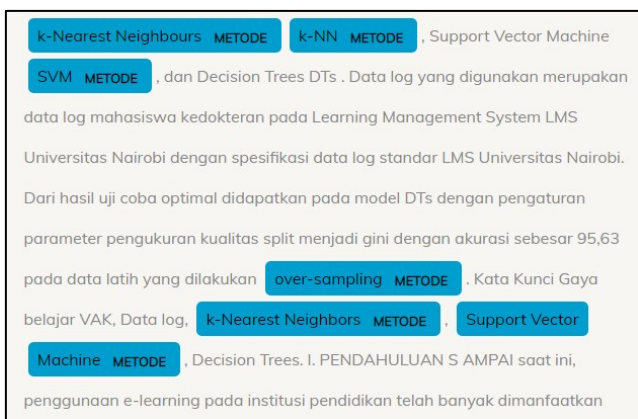 k-Nearest Neighbours METODE k-NN METODE , Support Vector Machine
SVM METODE , dan Decision Trees DTs . Data log yang digunakan merupakan
data log mahasiswa kedokteran pada Learning Management System LMS
Universitas Nairobi dengan spesifikasi data log standar LMS Universitas Nairobi.
Dari hasil uji coba optimal didapatkan pada model DTs dengan pengaturan
parameter pengukuran kualitas split menjadi gini dengan akurasi sebesar 95,63
pada data latih yang dilakukan over-sampling METODE . Kata Kunci Gaya
belajar VAK, Data log, k-Nearest Neighbors METODE , Support Vector
Machine METODE , Decision Trees. I. PENDAHULUAN S AMPAI saat ini,
penggunaan e-learning pada institusi pendidikan telah banyak dimanfaatkan